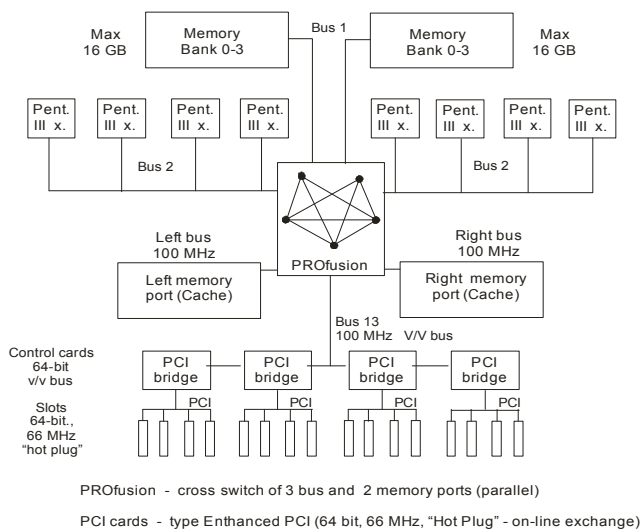 Max
16 GB
Memory
Bank 0-3
Bus 1
Memory
Bank 0-3
Max
16 GB
Pent.
III x.
Pent.
III x.
Pent.
III x.
Pent.
III x.
Pent.
III x.
Pent.
III x.
Pent.
III x.
Pent.
III x.
Bus 2
Bus 2
PROfusion
Left bus
100 MHz
Left memory
port (Cache)
Right bus
100 MHz
Right memory
port (Cache)
Bus 13
100 MHz V/V bus
Control cards
64-bit
v/v bus
PCI
bridge
PCI
bridge
PCI
bridge
PCI
bridge
Slots
64-bit.,
66 MHz
“hot plug”
PCI
PCI
PCI
PCI
PROfusion - cross switch of 3 bus and 2 memory ports (parallel)
PCI cards - type Enhanced PCI (64 bit, 66 MHz, “Hot Plug” - on-line exchange)